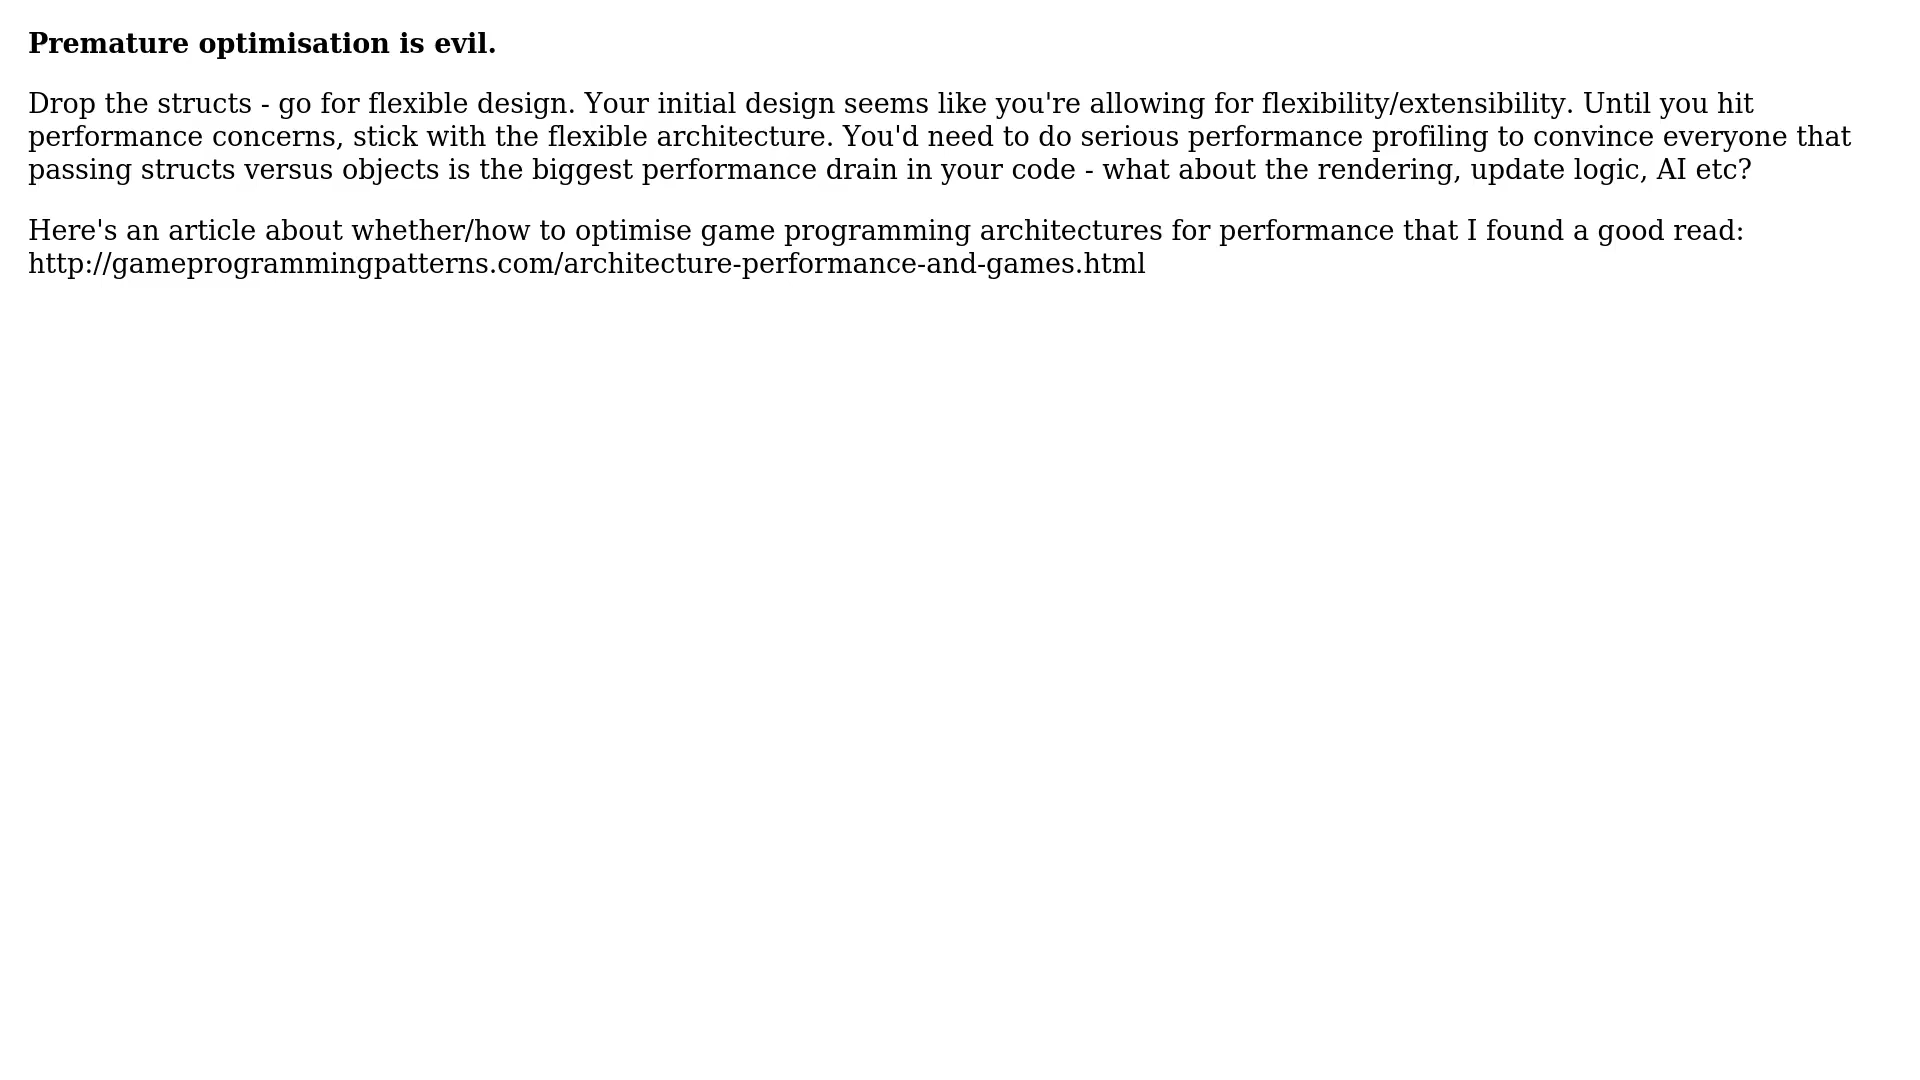 Premature optimisation is evil.
Drop the structs - go for flexible design. Your initial design seems like you're allowing for flexibility/extensibility. Until you hit
performance concerns, stick with the flexible architecture. You'd need to do serious performance profiling to convince everyone that
passing structs versus objects is the biggest performance drain in your code - what about the rendering, update logic, AI etc?
Here's an article about whether/how to optimise game programming architectures for performance that I found a good read:
http://gameprogrammingpatterns.com/architecture-performance-and-games.html